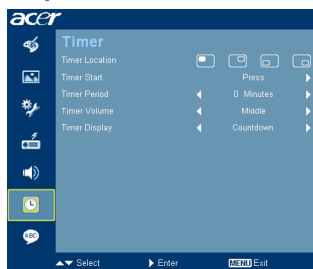 acer
Timer
Timer Location
Timer Start Press
Timer Period 0 Minutes
Timer Volume Middle
Timer Display Countdown
ABC
Select Enter MENU Exit